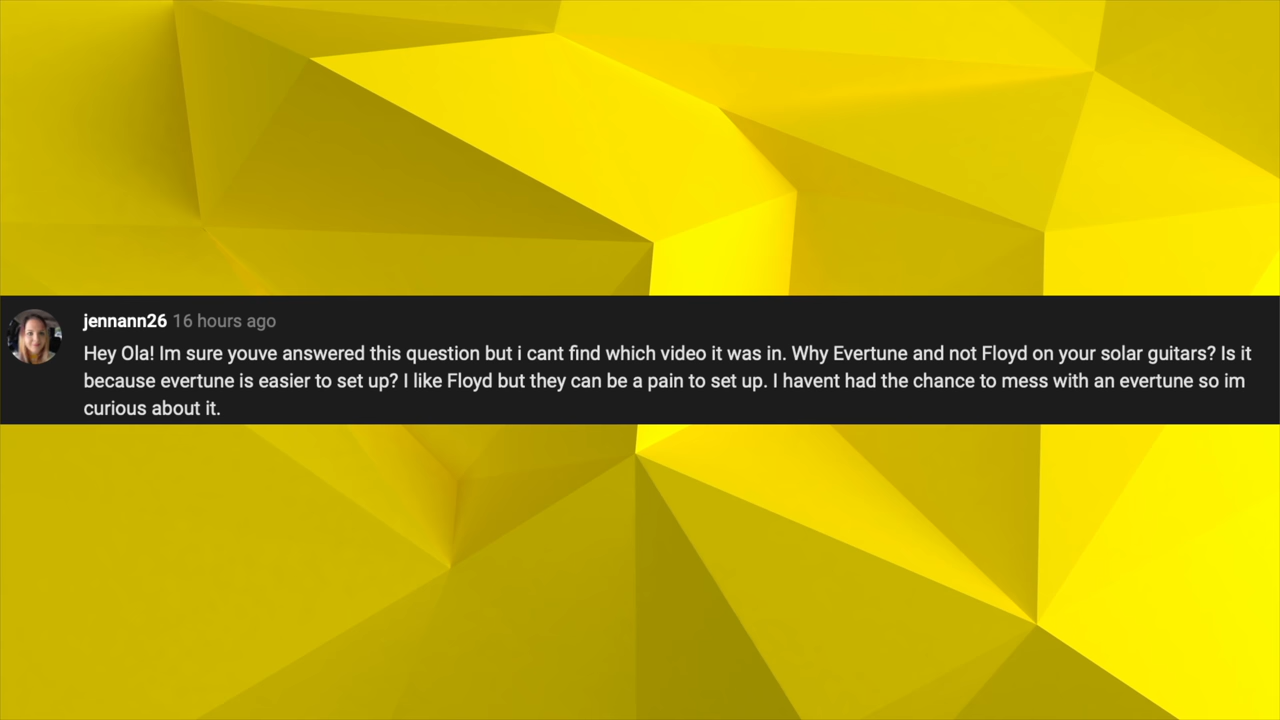 jennann26 16 hours ago
Hey Ola! Im sure youve answered this question but i cant find which video it was in. Why Evertune and not Floyd on your solar guitars? Is it
because evertune is easier to set up? I like Floyd but they can be a pain to set up. I havent had the chance to mess with an evertune so im
curious about it.